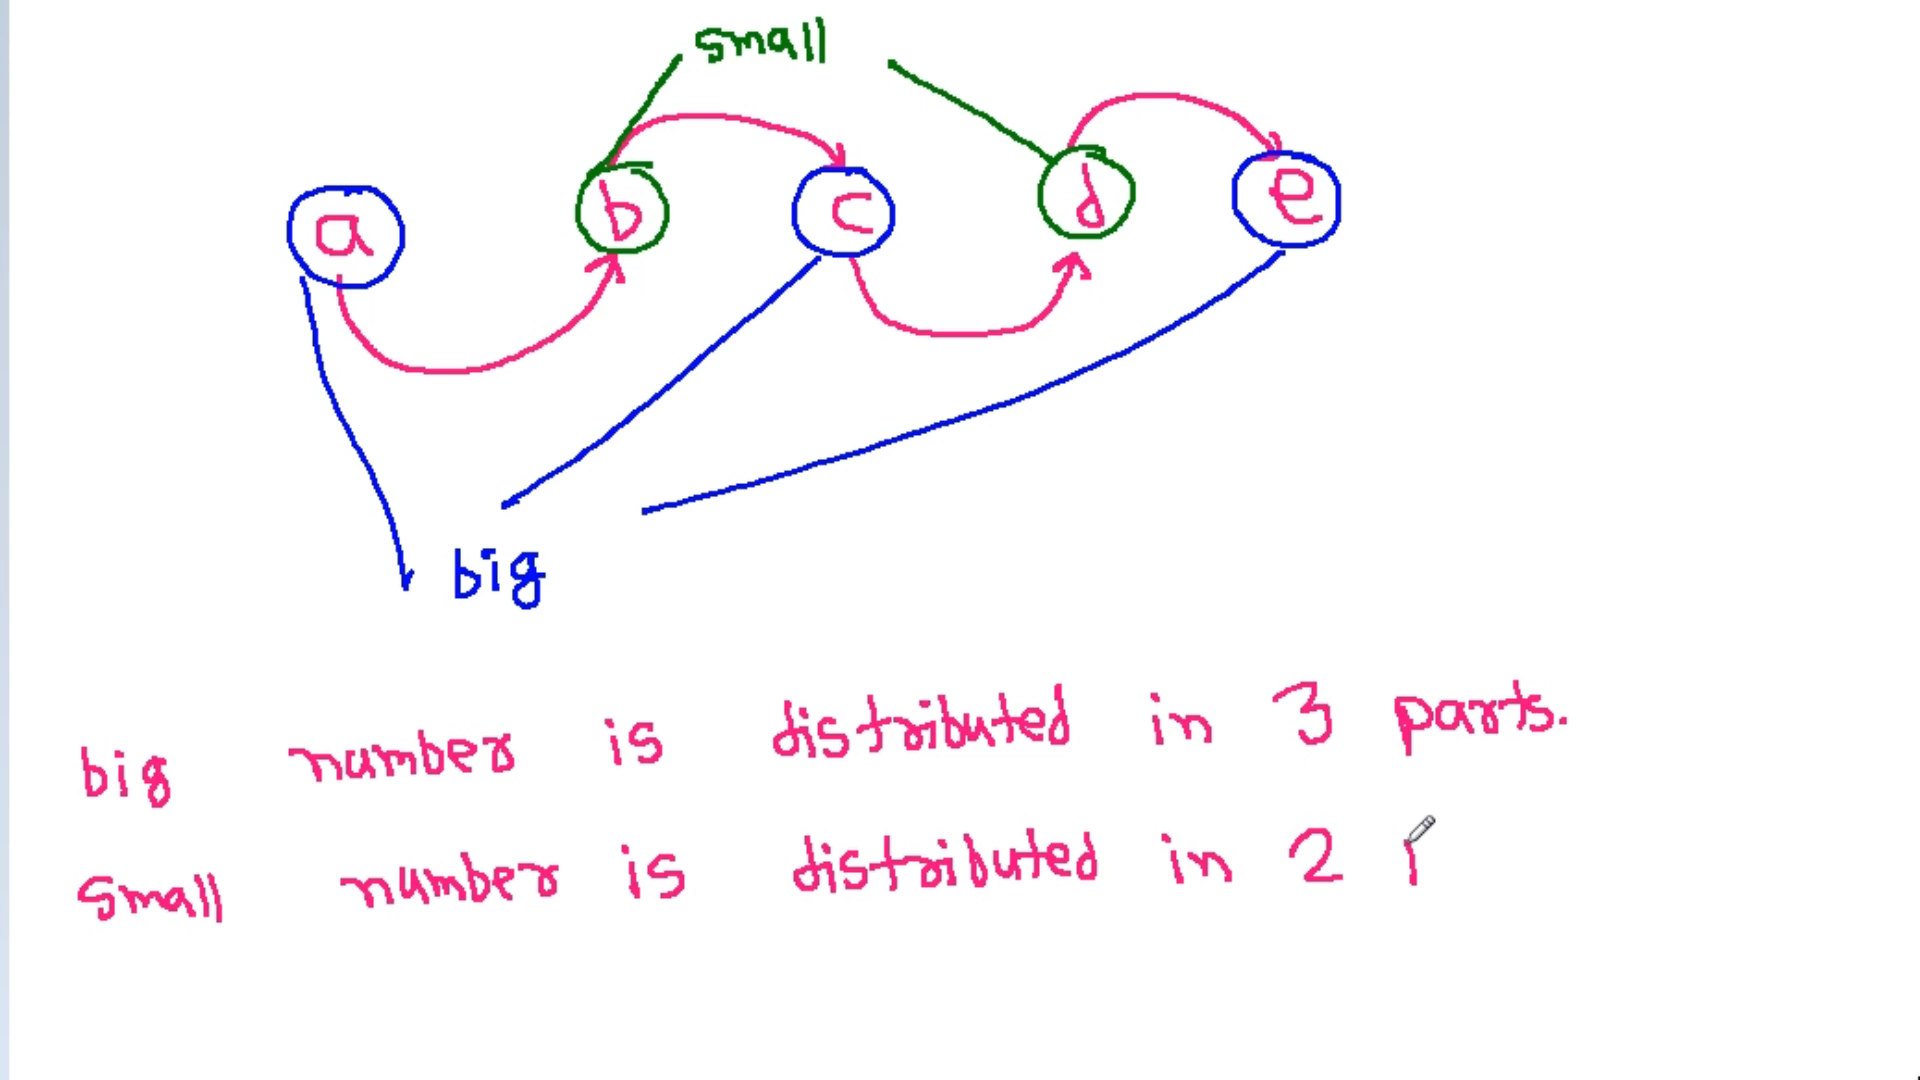 small
a b c d e
big
big number is distributed in 3 parts.
small number is distributed in 2